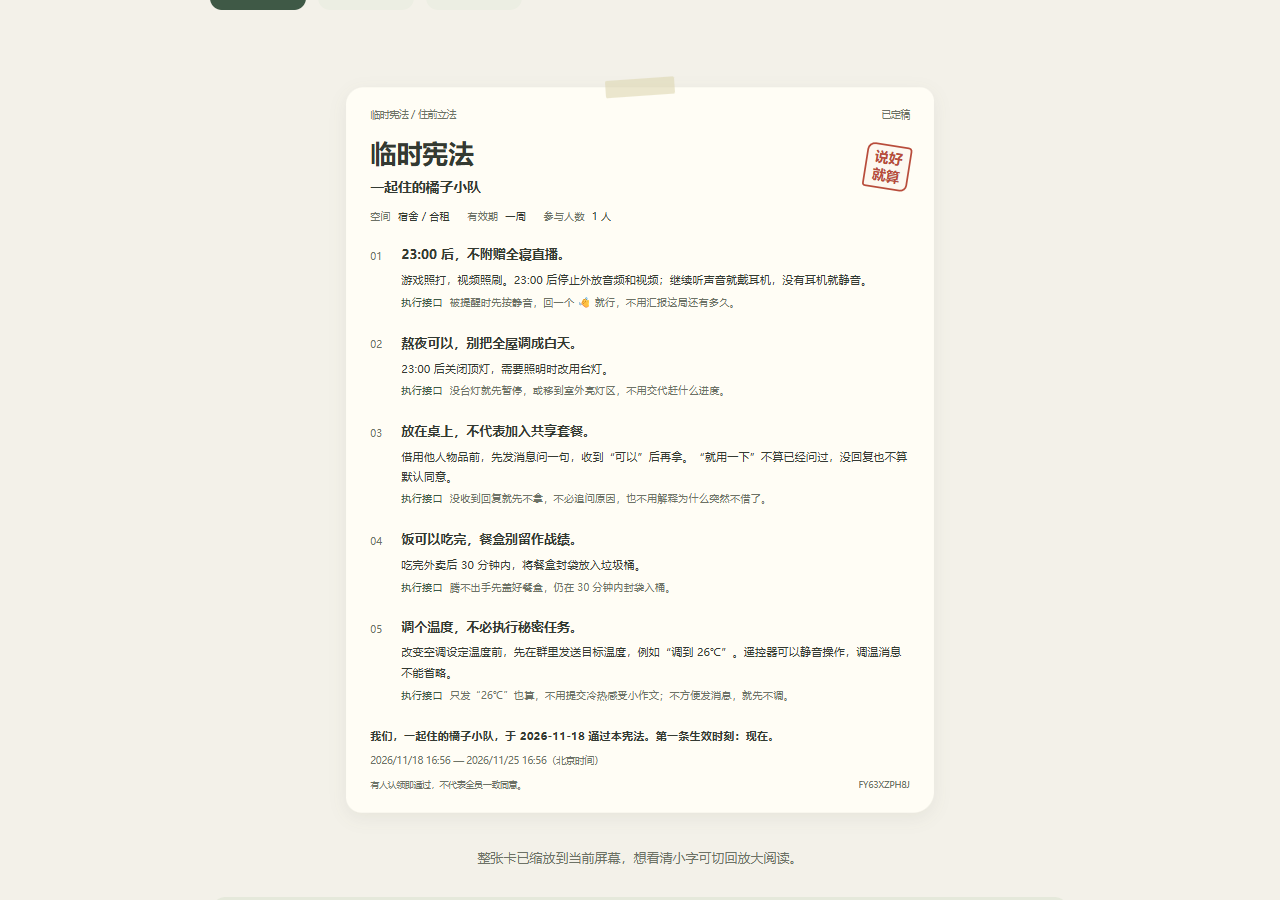 临时宪法 / 住前立法
已定稿
临时宪法
说好
就算
一起住的橘子小队
空间 宿舍 / 合租 有效期 一周 参与人数 1 人
01 23:00 后，不附赠全寝直播。
游戏照打，视频照刷。23:00 后停止外放音频和视频；继续听声音就戴耳机，没有耳机就静音。
执行接口 被提醒时先按静音，回一个 🍊 就行，不用汇报这局还有多久。
02 熬夜可以，别把全屋调成白天。
23:00 后关闭顶灯，需要照明时改用台灯。
执行接口 没台灯就先暂停，或移到室外亮灯区，不用交代赶什么进度。
03 放在桌上，不代表加入共享套餐。
借用他人物品前，先发消息问一句，收到“可以”后再拿。“就用一下”不算已经问过，没回复也不算
默认同意。
执行接口 没收到回复就先不拿，不必追问原因，也不用解释为什么突然不借了。
04 饭可以吃完，餐盒别留作战绩。
吃完外卖后 30 分钟内，将餐盒封袋放入垃圾桶。
执行接口 腾不出手先盖好餐盒，仍在 30 分钟内封袋入桶。
05 调个温度，不必执行秘密任务。
改变空调设定温度前，先在群里发送目标温度，例如“调到 26℃”。遥控器可以静音操作，调温消息
不能省略。
执行接口 只发“26℃”也算，不用提交冷热感受小作文；不方便发消息，就先不调。
我们，一起住的橘子小队，于 2026-11-18 通过本宪法。第一条生效时刻：现在。
2026/11/18 16:56 — 2026/11/25 16:56（北京时间）
有人认领即通过，不代表全员一致同意。
FY63XZPH8J
整张卡已缩放到当前屏幕，想看清小字可切回放大阅读。